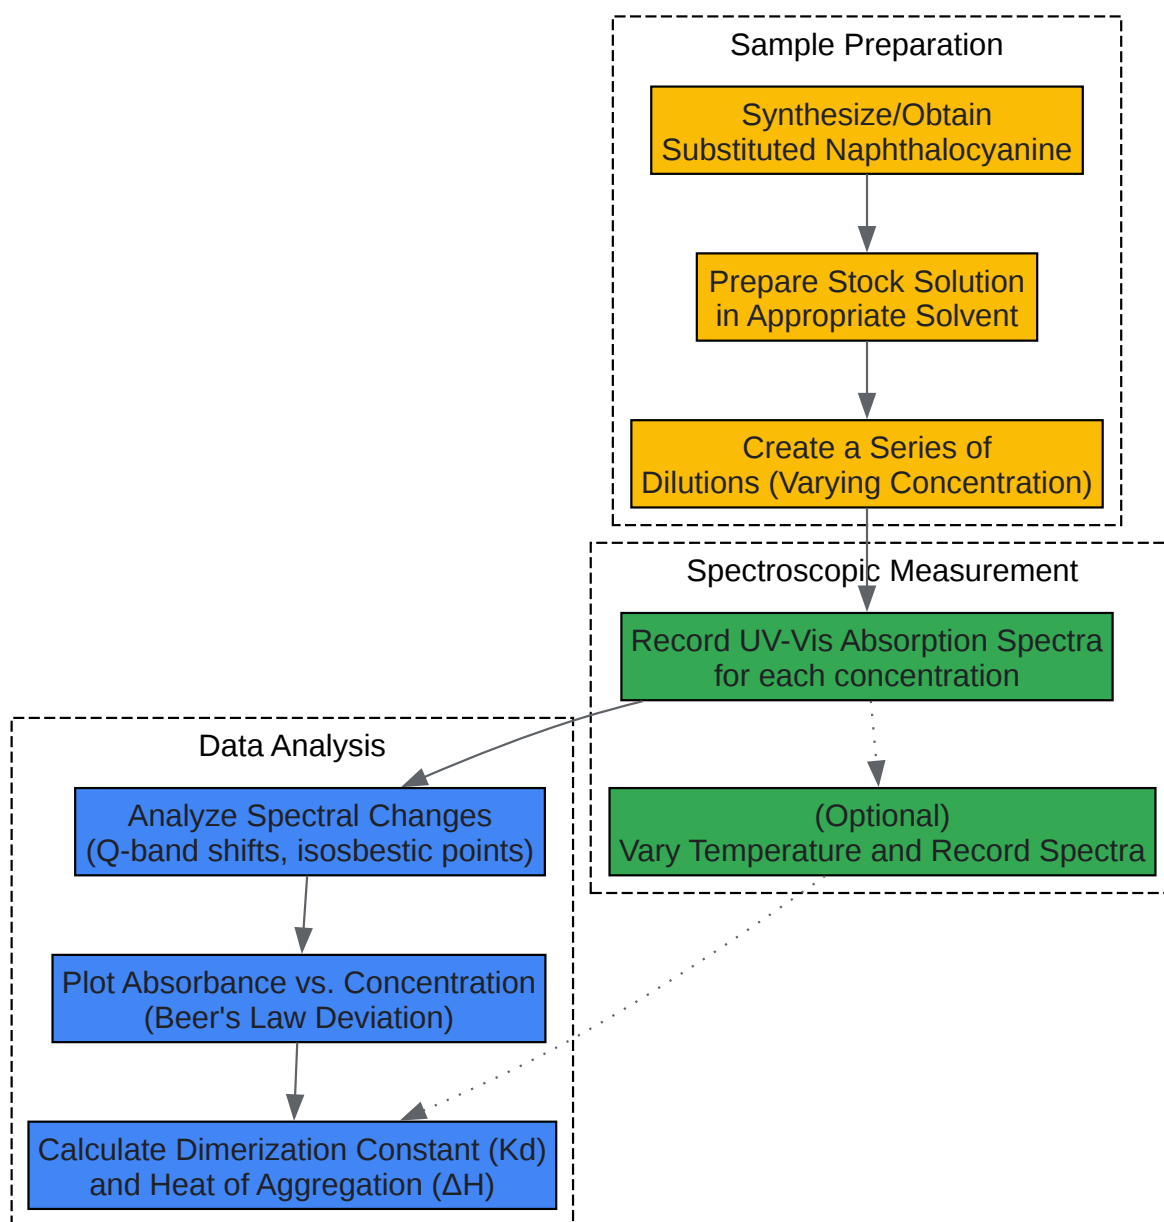 Sample Preparation
Synthesize/Obtain
Substituted Naphthalocyanine
Prepare Stock Solution
in Appropriate Solvent
Create a Series of
Dilutions (Varying Concentration)
Spectroscopic Measurement
Record UV-Vis Absorption Spectra
for each concentration
(Optional)
Vary Temperature and Record Spectra
Data Analysis
Analyze Spectral Changes
(Q-band shifts, isosbestic points)
Plot Absorbance vs. Concentration
(Beer's Law Deviation)
Calculate Dimerization Constant (Kd)
and Heat of Aggregation (ΔH)